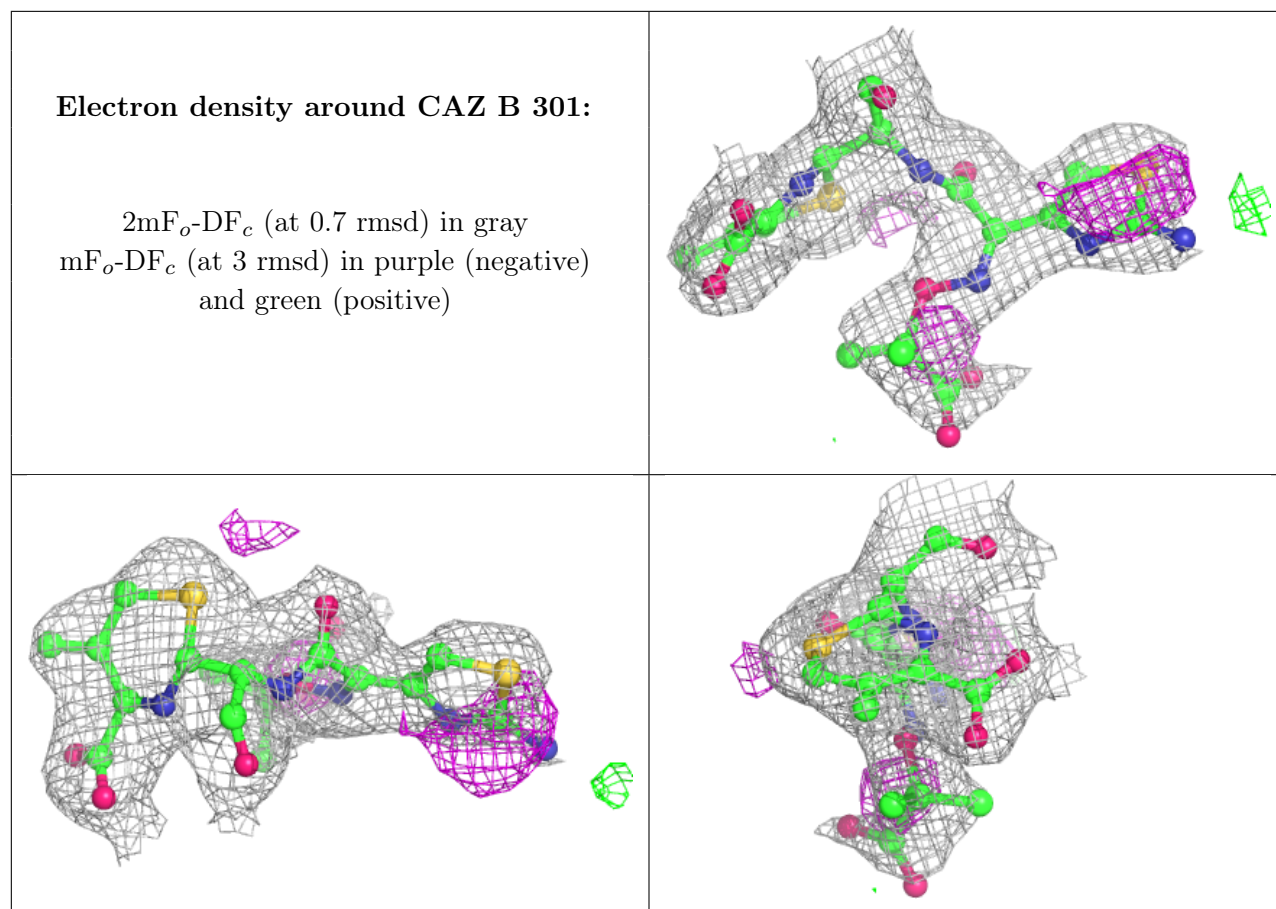 Electron density around CAZ B 301:
2mFo-DFc (at 0.7 rmsd) in gray
mFo-DFc (at 3 rmsd) in purple (negative)
and green (positive)